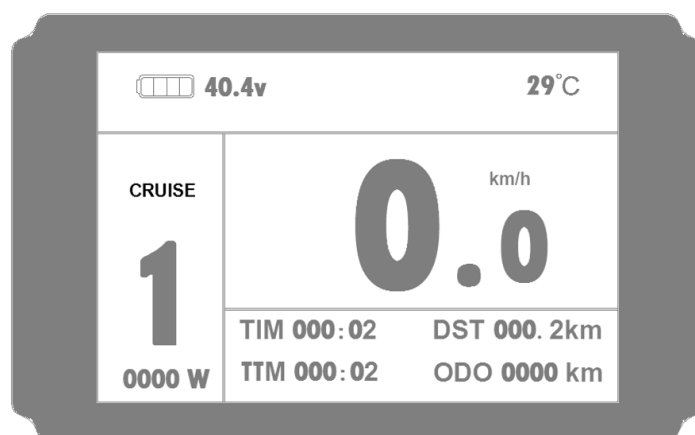 40.4v 29°C
CRUISE
km/h
0.0
1
TIM 000:02 DST 000. 2km
0000 W TTM 000:02 ODO 0000 km